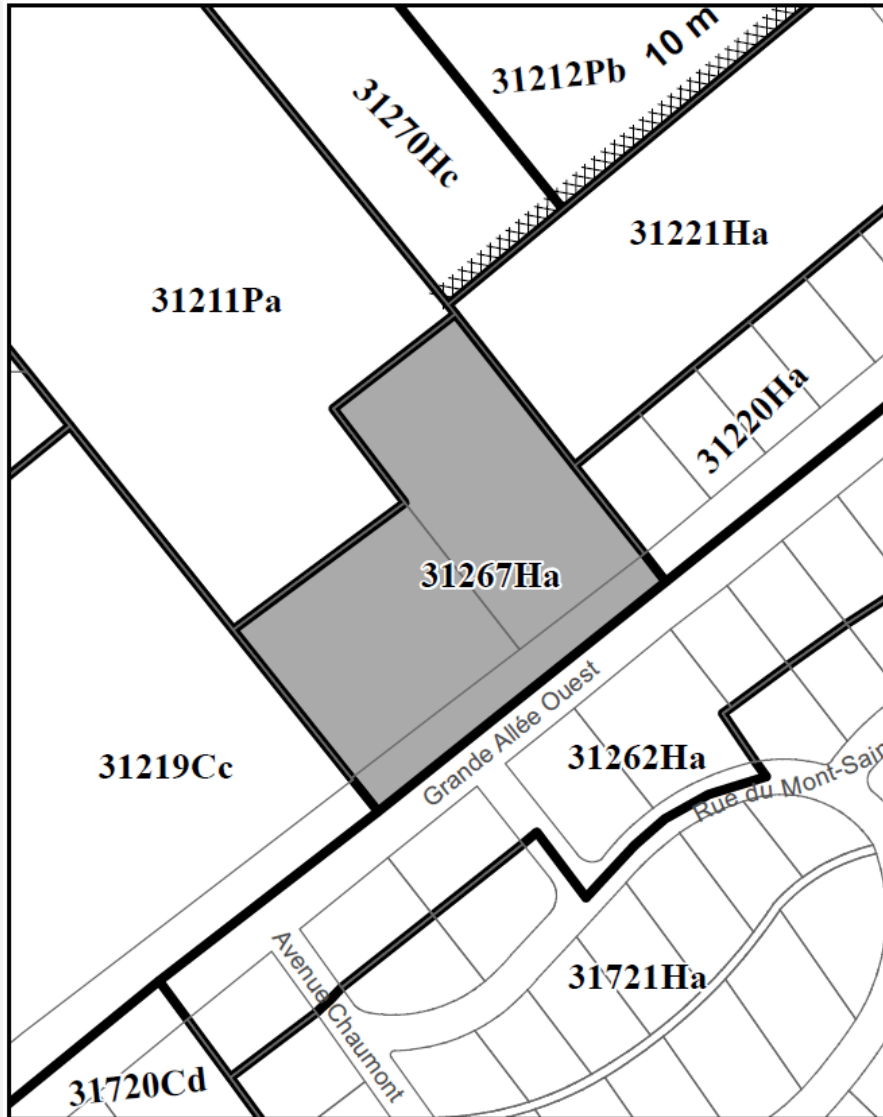 10 m
31212Pb
31270Hc
31221Ha
31211Pa
31220Ha
31267Ha
Grande Allée Ouest
31262Ha
31219Cc
Rue du Mont-Sain
Avenue Chaumont
31721Ha
31720Cd